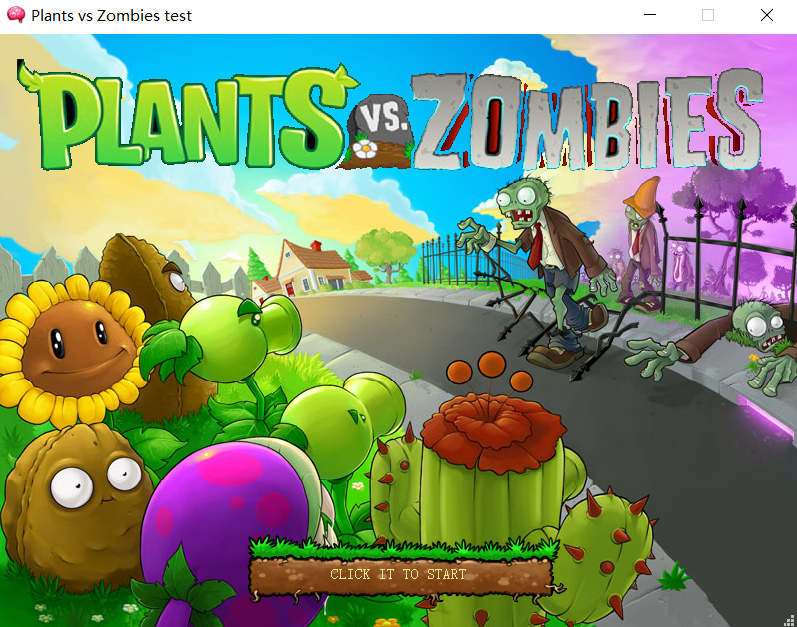 Plants vs Zombies test
PLANTS VS. ZOMBIES
CLICK IT TO START